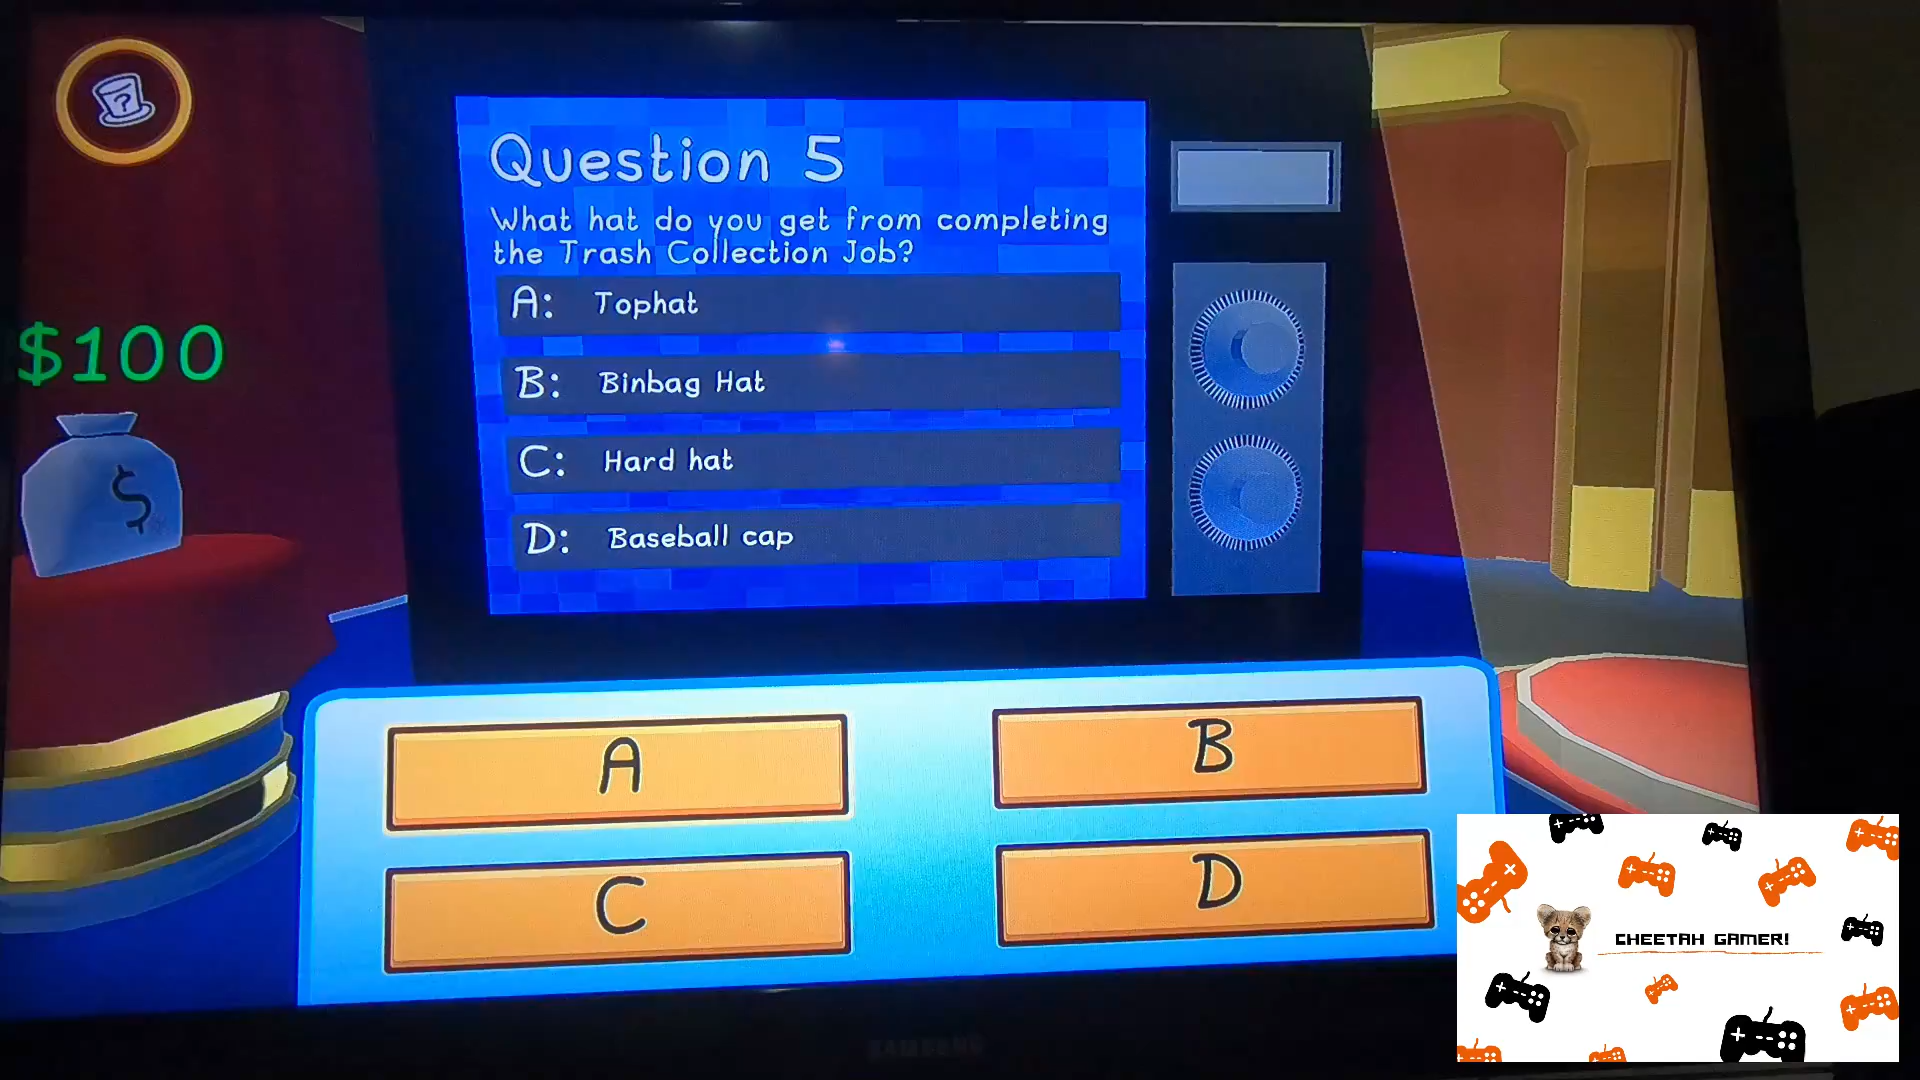 ?
Question 5
What hat do you get from completing
the Trash Collection Job?
A: Tophat
B: Binbag Hat
C: Hard hat
D: Baseball cap
$100
$
A
B
C
D
CHEETAH GAMER!
SAMSUNG